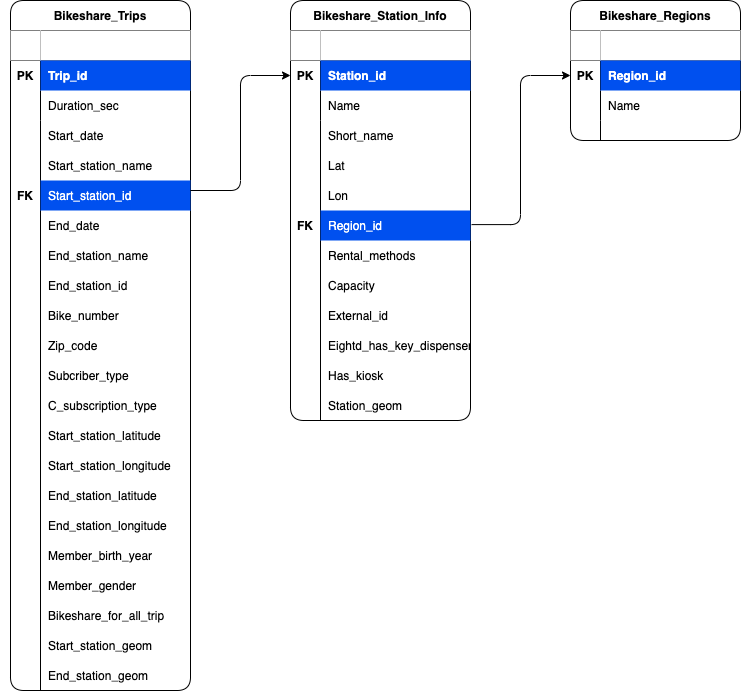 Bikeshare_Trips
PK Trip_id
Duration_sec
Start_date
Start_station_name
FK Start_station_id
End_date
End_station_name
End_station_id
Bike_number
Zip_code
Subcriber_type
C_subscription_type
Start_station_latitude
Start_station_longitude
End_station_latitude
End_station_longitude
Member_birth_year
Member_gender
Bikeshare_for_all_trip
Start_station_geom
End_station_geom
Bikeshare_Station_Info
PK Station_id
Name
Short_name
Lat
Lon
FK Region_id
Rental_methods
Capacity
External_id
Eightd_has_key_dispenser
Has_kiosk
Station_geom
Bikeshare_Regions
PK Region_id
Name